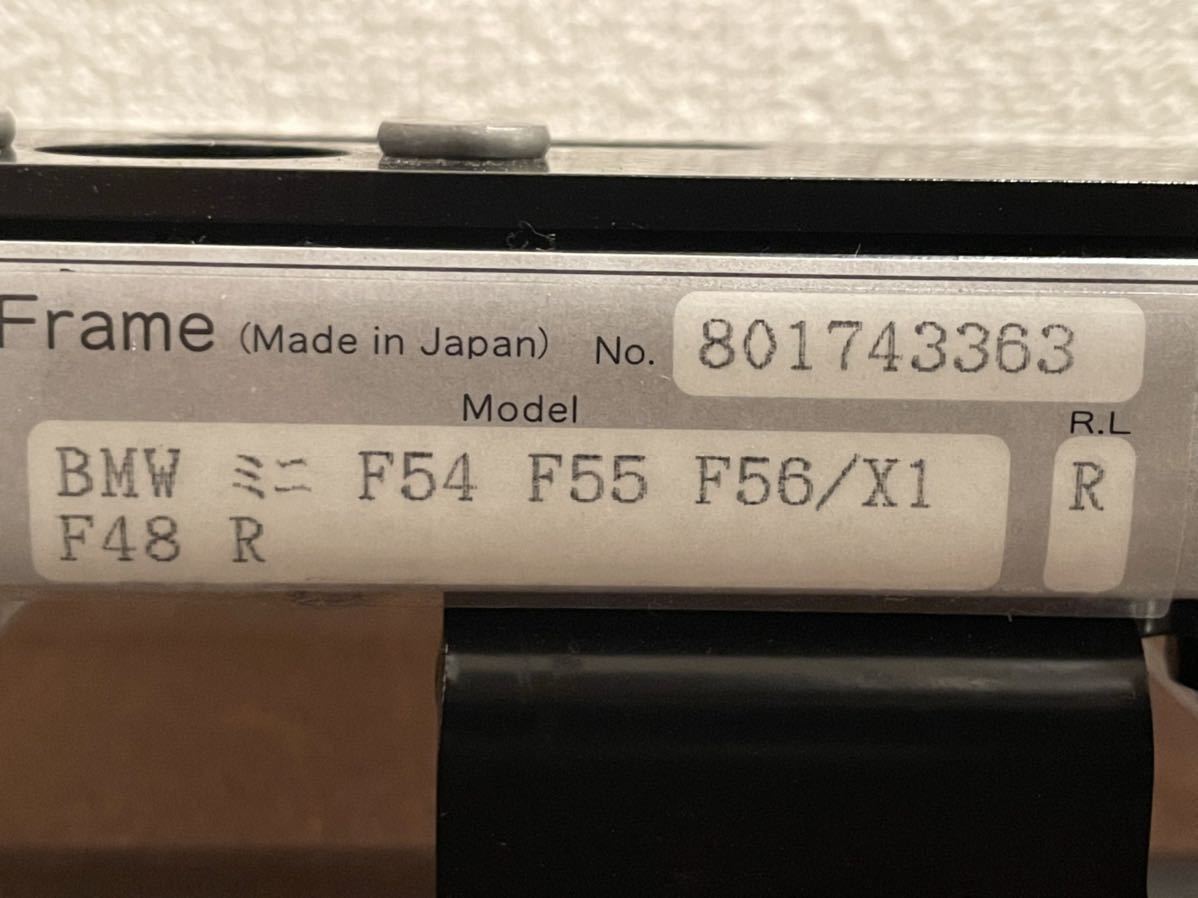 Frame (Made in Japan) No. 801743363
Model
R.L
BMW ミニ F54 F55 F56/X1
F48 R
R